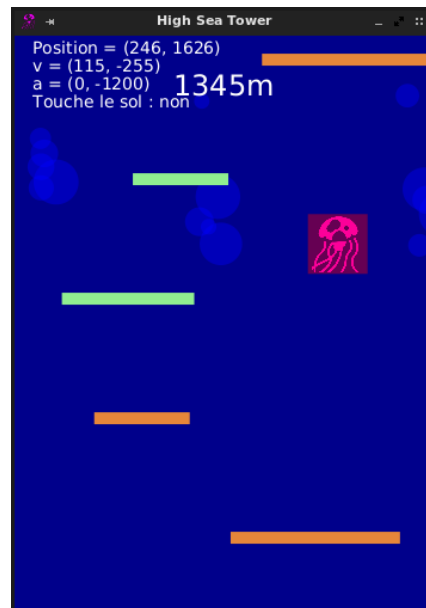 High Sea Tower
Position = (246, 1626)
v = (115, -255)
a = (0, -1200)
1345m
Touche le sol : non